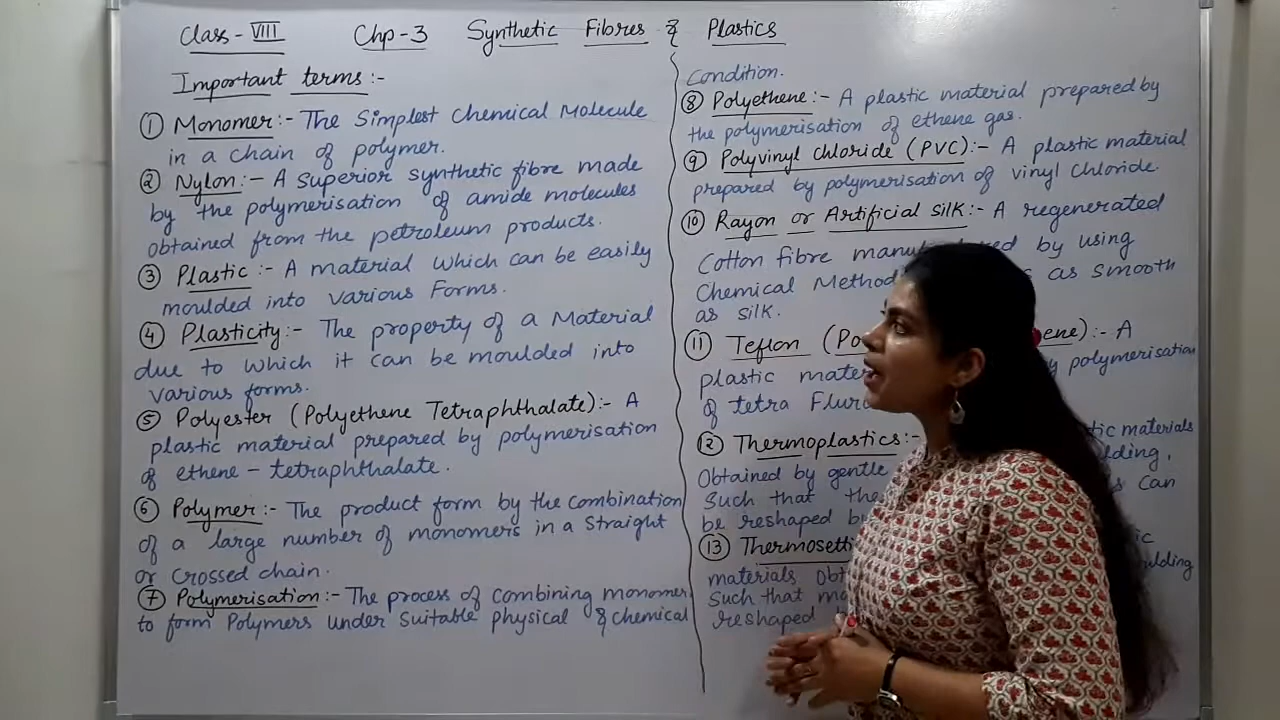 Class - VIII Chp-3 Synthetic Fibres & Plastics
Important terms :-
① Monomer :- The Simplest Chemical Molecule
in a chain of polymer.
② Nylon :- A superior synthetic fibre made
by the polymerisation of amide molecules
obtained from the petroleum products.
③ Plastic :- A material which can be easily
moulded into various Forms.
④ Plasticity :- The property of a Material
due to which it can be moulded into
various forms.
⑤ Polyester (Polyethene Tetraphthalate) :- A
plastic material prepared by polymerisation
of ethene - tetraphthalate.
⑥ Polymer :- The product form by the combination
of a large number of monomers in a straight
or crossed chain.
⑦ Polymerisation :- The process of combining monomer
to form Polymers under suitable physical & chemical
Condition.
⑧ Polyethene :- A plastic material prepared by
the polymerisation of ethene gas.
⑨ Polyvinyl chloride (PVC) :- A plastic material
prepared by polymerisation of vinyl chloride.
⑩ Rayon or Artificial silk :- A regenerated
Cotton fibre by using
Chemical as smooth
as silk.
⑪ Teflon :- A
plastic polymerisation
of tetra
⑫ Thermoplastics :- materials
Obtained by gentle
Such that can
be reshaped
⑬
materials
Such that
reshaped